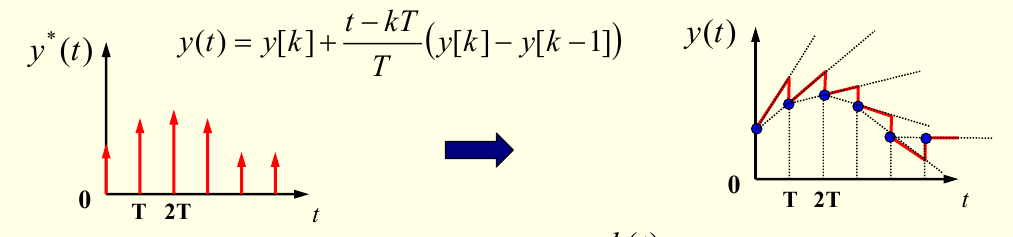 y*(t)
y(t) = y[k] + (t − kT)/T (y[k] − y[k − 1])
y(t)
0
T 2T
t
0
T 2T
t